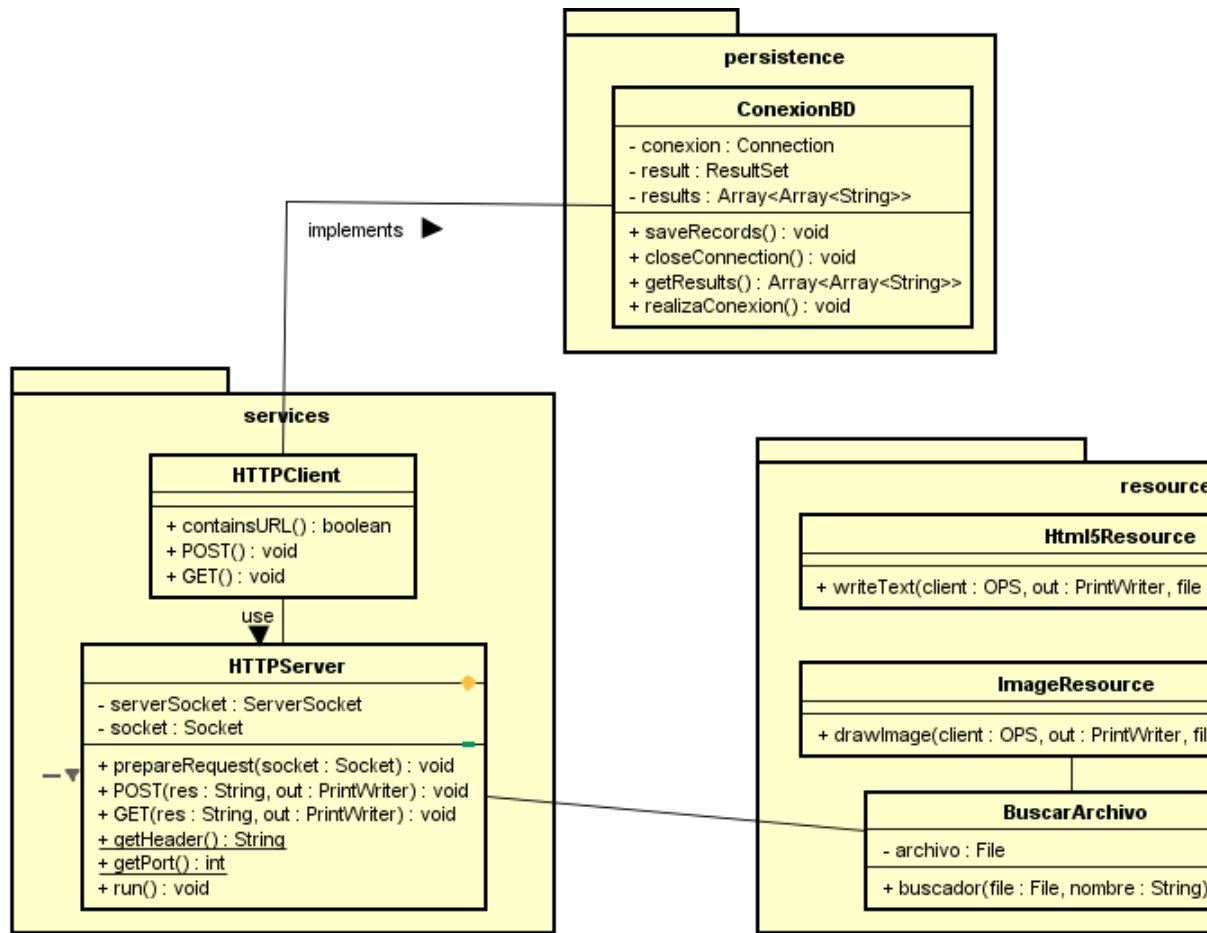 persistence
ConexionBD
- conexion : Connection
- result : ResultSet
- results : Array<Array<String>>
+ saveRecords() : void
+ closeConnection() : void
+ getResults() : Array<Array<String>>
+ realizaConexion() : void
implements
services
HTTPClient
+ containsURL() : boolean
+ POST() : void
+ GET() : void
use
HTTPServer
- serverSocket : ServerSocket
- socket : Socket
+ prepareRequest(socket : Socket) : void
+ POST(res : String, out : PrintWriter) : void
+ GET(res : String, out : PrintWriter) : void
+ getHeader() : String
+ getPort() : int
+ run() : void
resource
Html5Resource
+ writeText(client : OPS, out : PrintWriter, file
ImageResource
+ drawImage(client : OPS, out : PrintWriter, fil
BuscarArchivo
- archivo : File
+ buscador(file : File, nombre : String)